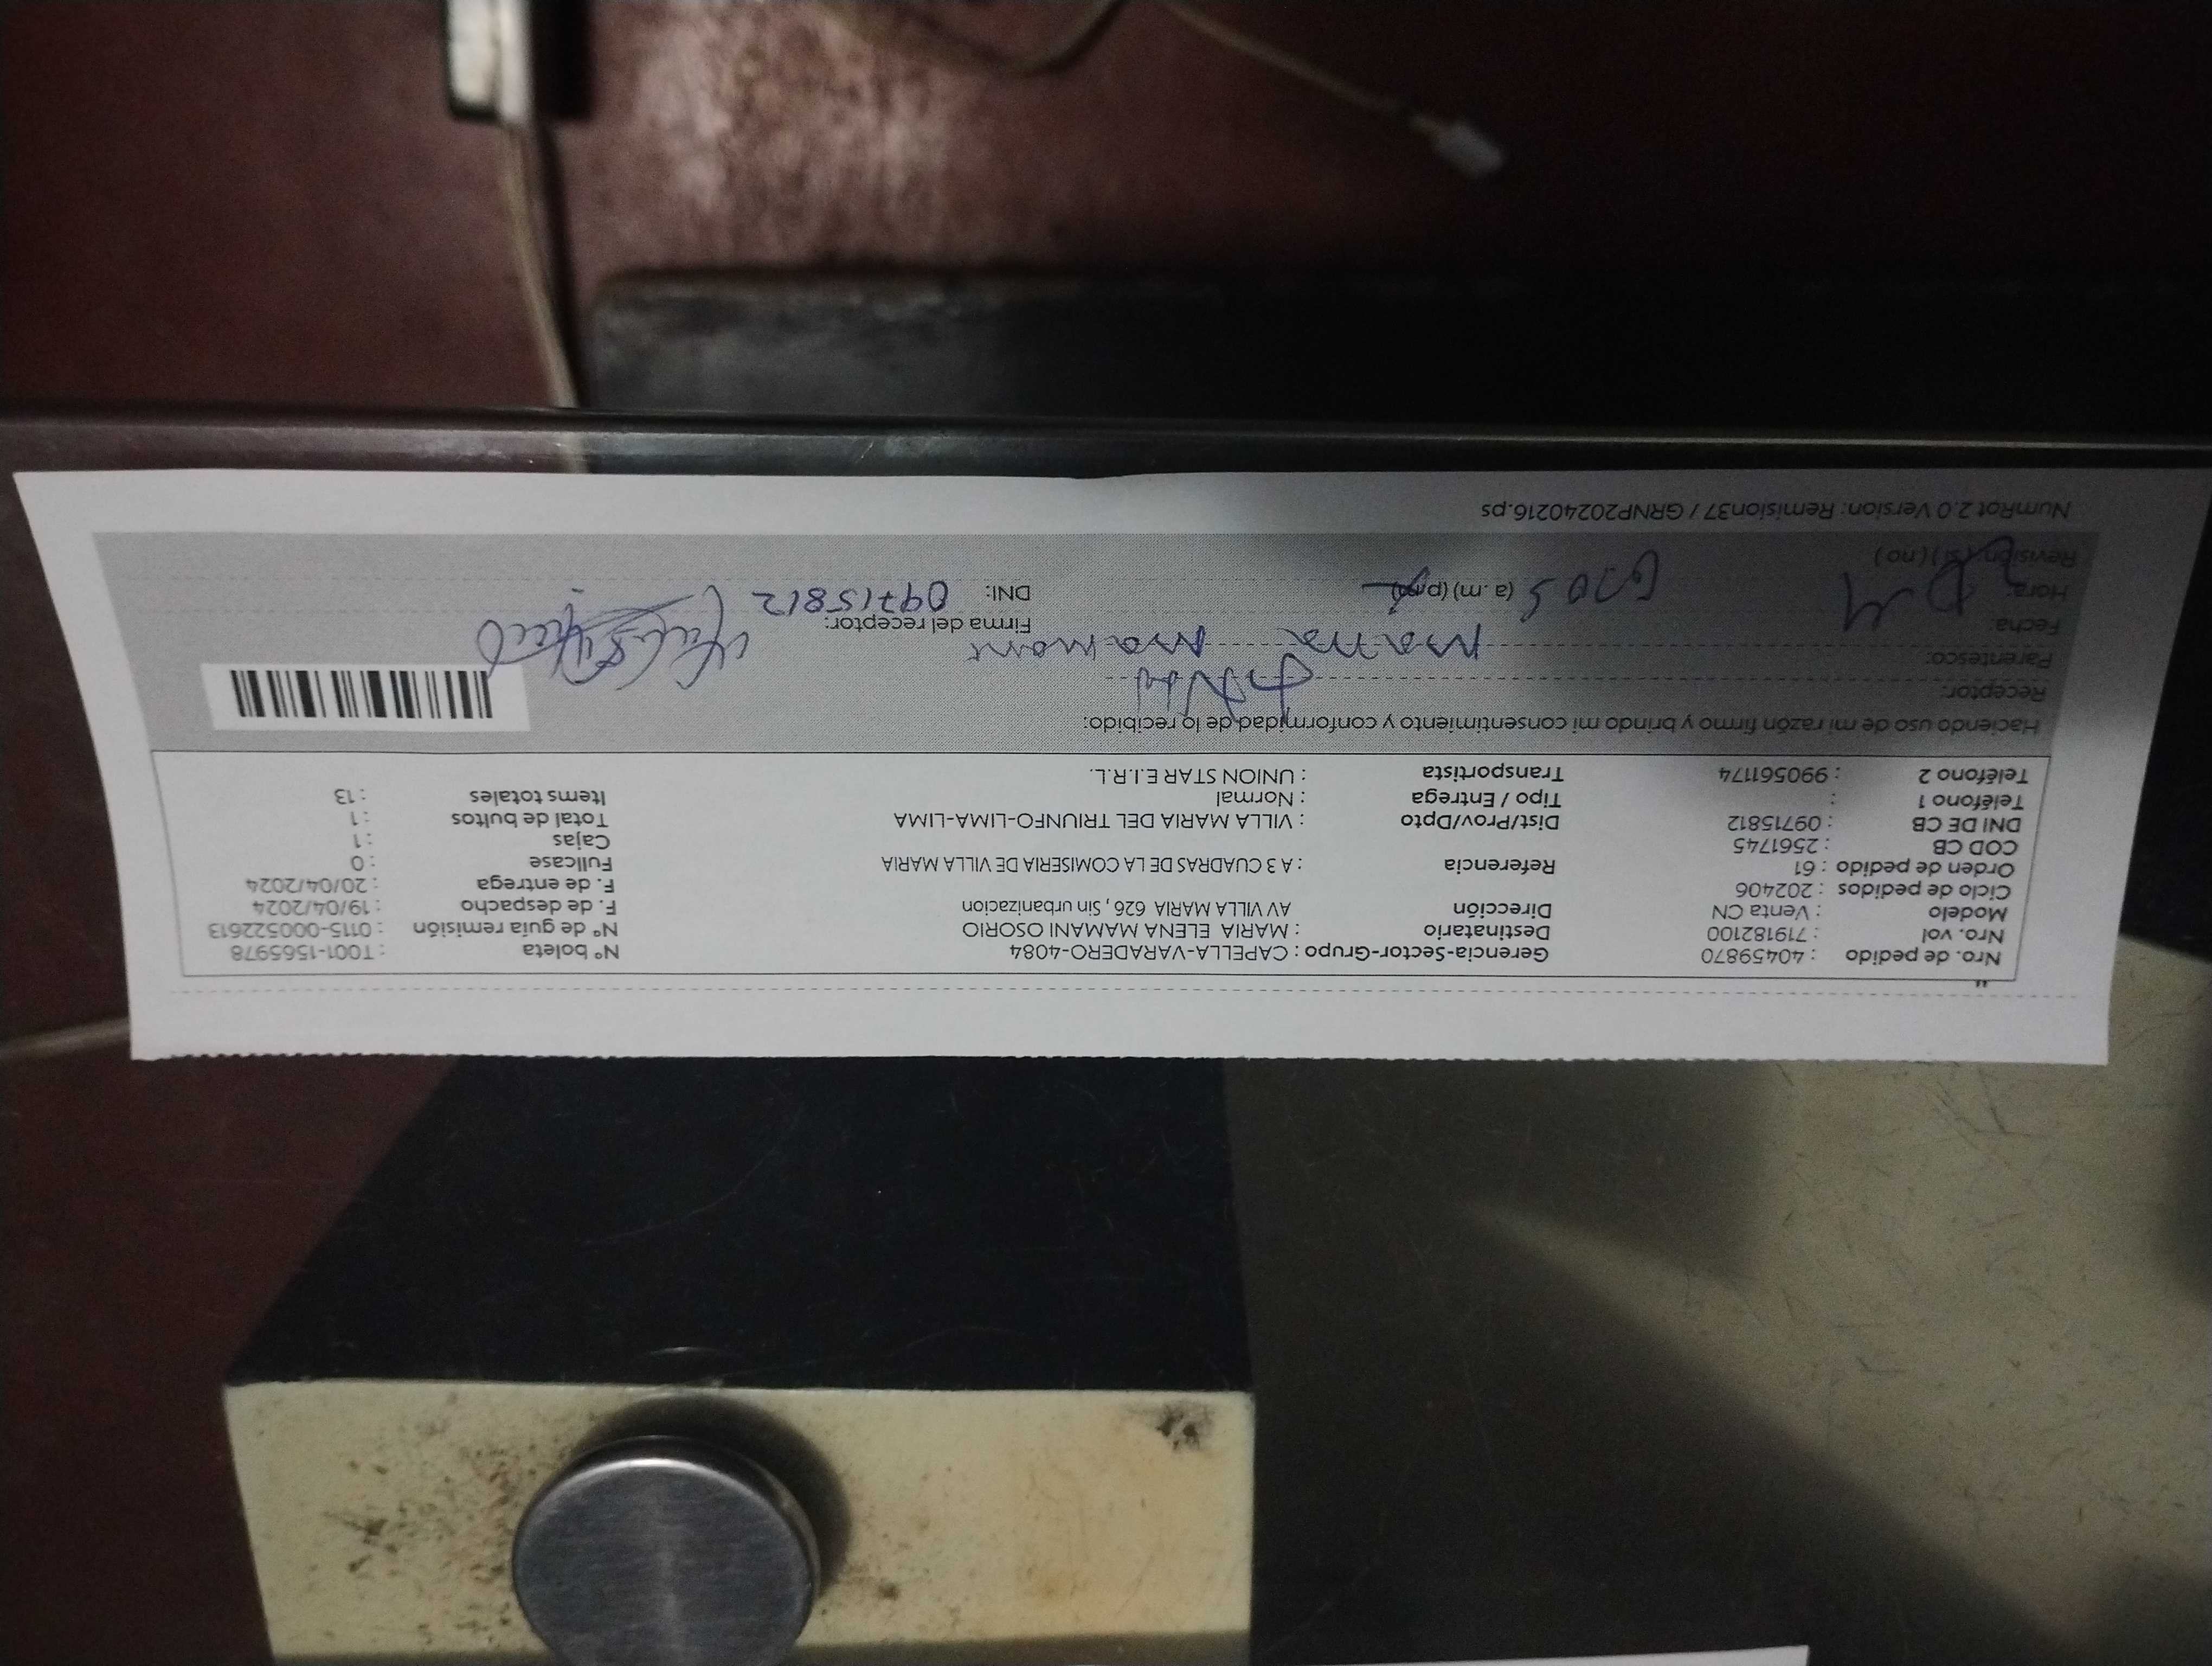 Nro. de pedido : 40459870
Nro. vol : 719182100
Modelo : Venta CN
Ciclo de pedidos : 202406
Orden de pedido : 61
COD CB : 2561745
DNI DE CB : 09715812
Teléfono 1 :
Teléfono 2 : 990561174
Gerencia-Sector-Grupo : CAPELLA-VARADERO-4084
Destinatario : MARIA ELENA MAMANI OSORIO
Dirección AV VILLA MARIA 626 , Sin urbanizacion
Referencia : A 3 CUADRAS DE LA COMISERIA DE VILLA MARIA
Dist/Prov/Dpto : VILLA MARIA DEL TRIUNFO-LIMA-LIMA
Tipo / Entrega : Normal
Transportista : UNION STAR E.I.R.L.
N° boleta : T001-1565978
N° de guia remisión : 0115-000522613
F. de despacho : 19/04/2024
F. de entrega : 20/04/2024
Fullcase : 0
Cajas : 1
Total de bultos : 1
Items totales : 13
Haciendo uso de mi razón firmo y brindo mi consentimiento y conformidad de lo recibido:
Receptor:
Parentesco: Mamani
Fecha:
Hora: (a .m) (p.m)
Revisión ( si ) ( no )
Firma del receptor:
DNI: 09715812
NumRot 2.0 Version: Remision37 / GRNP20240216.ps